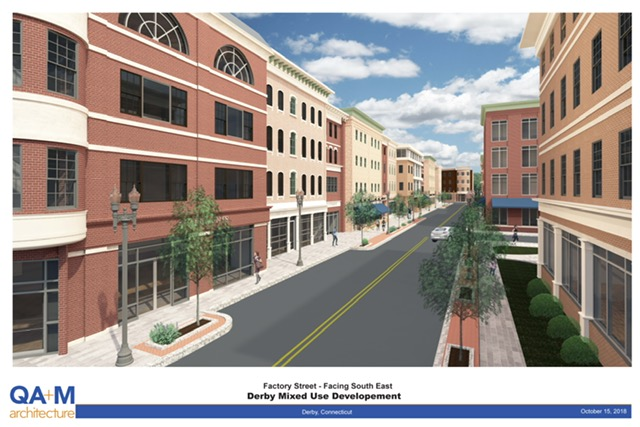 Factory Street - Facing South East
Derby Mixed Use Developement
QA+M
architecture
Derby, Connecticut
October 15, 2018